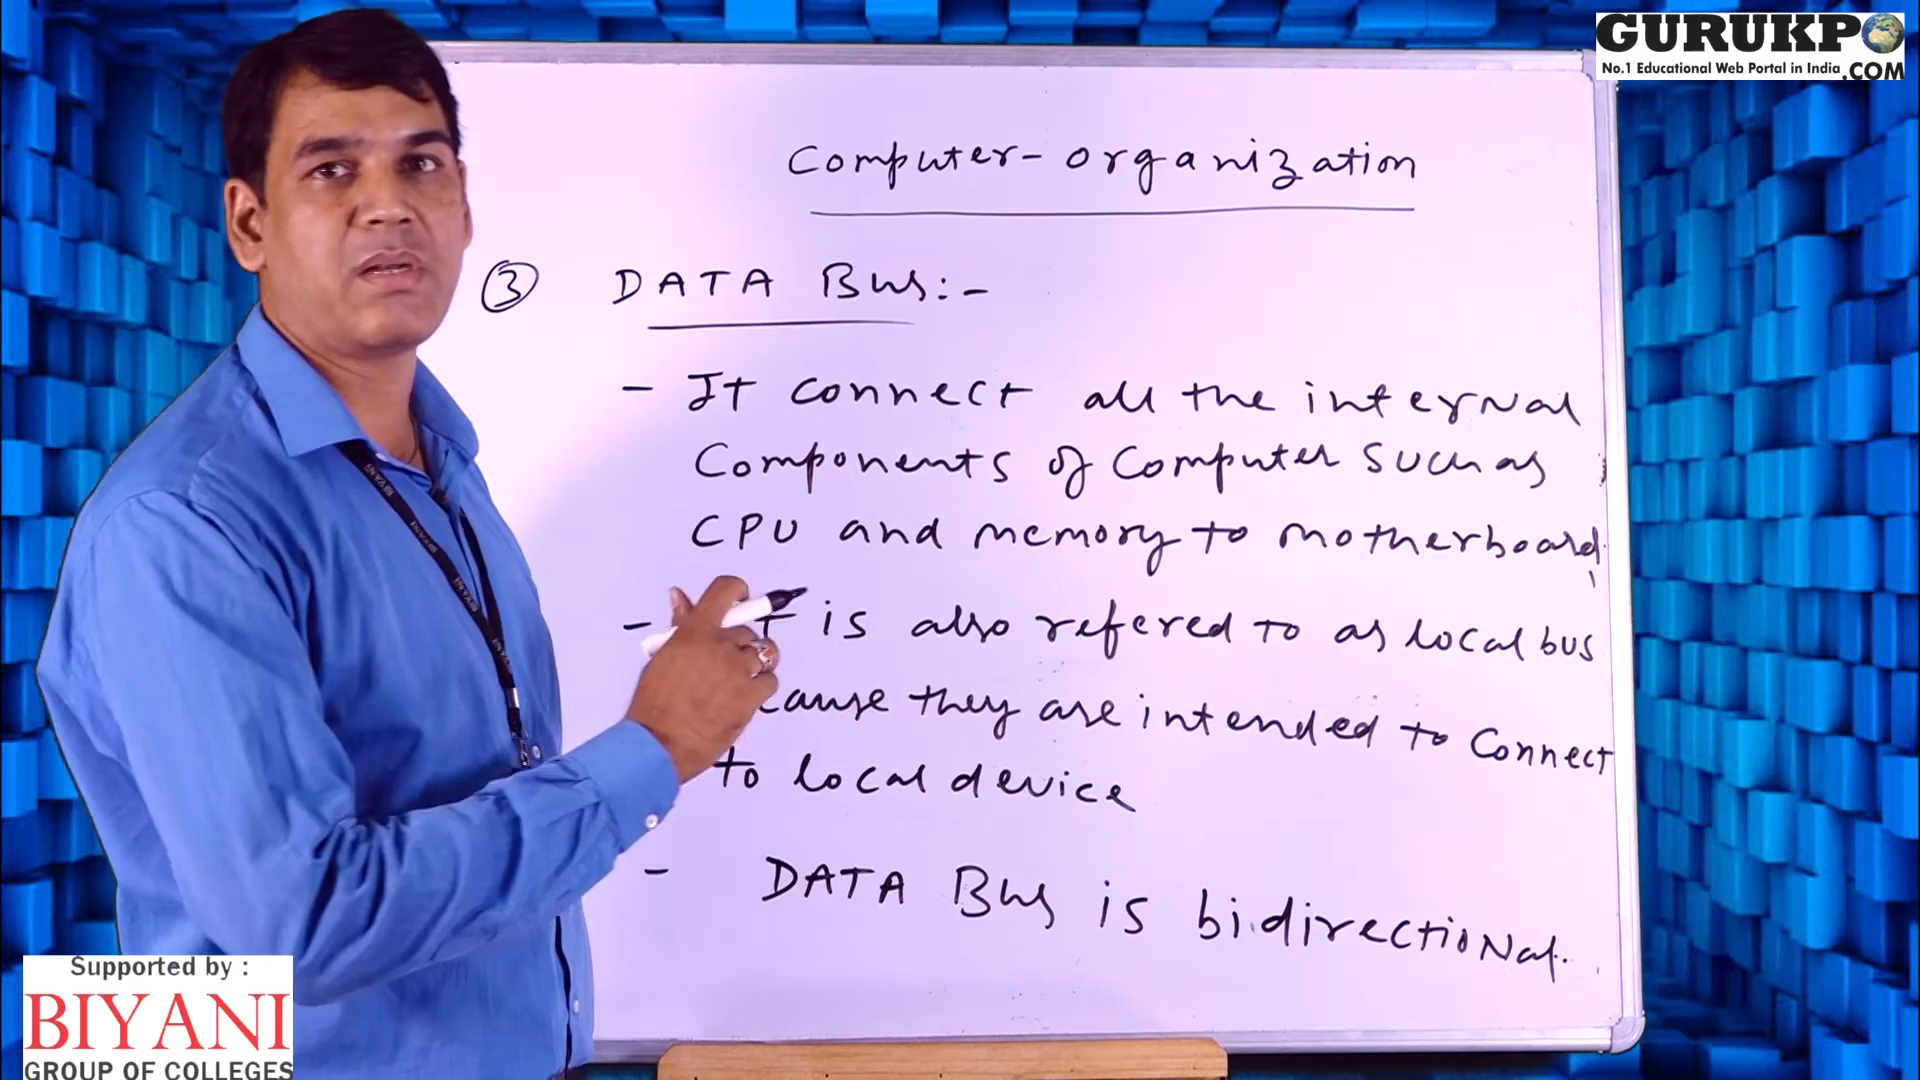 GURUKPO
No.1 Educational Web Portal in India .COM
Computer-organization
③ DATA Bus:-
- It connect all the internal
Components of Computer Such as
CPU and memory to motherboard.
- is also refered to as local bus
they are intended to Connect
to local device
- DATA Bus is bidirectional.
BIYANI
BIYANI
Supported by :
BIYANI
GROUP OF COLLEGES